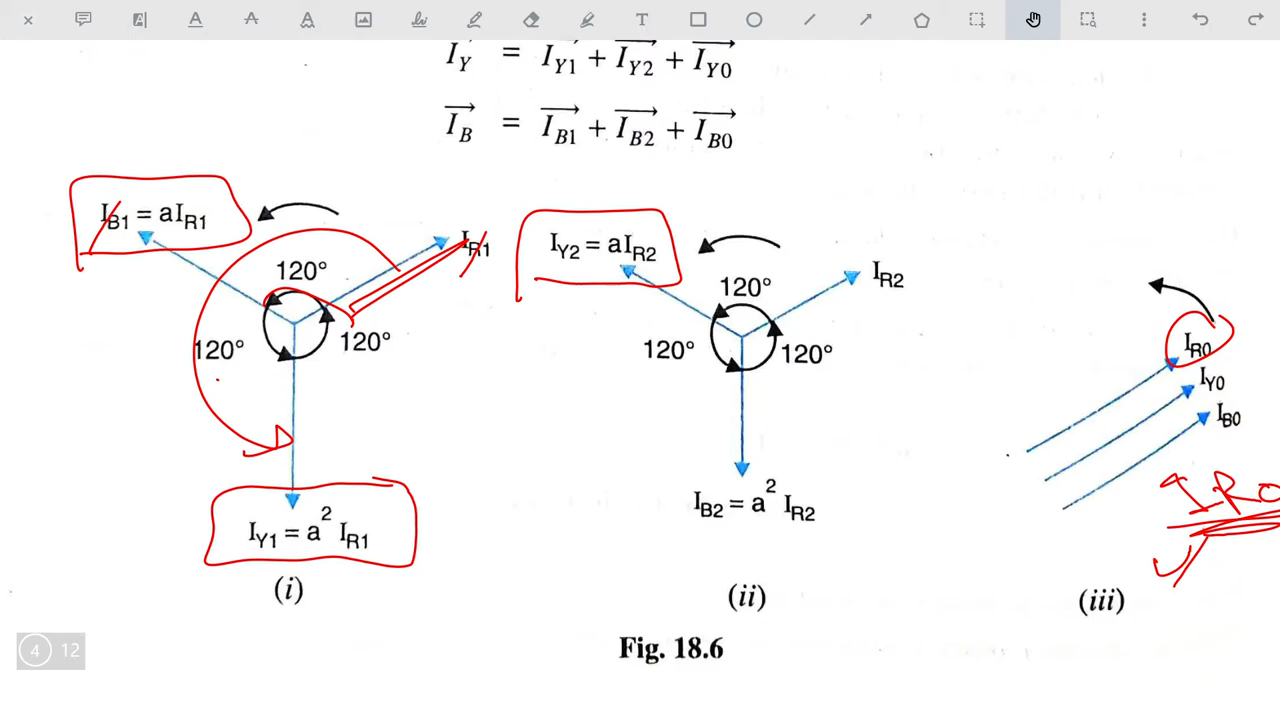 I_Y = I_Y1 + I_Y2 + I_Y0
I_B = I_B1 + I_B2 + I_B0
I_B1 = aI_R1
I_R1
120°
120°
120°
I_Y1 = a² I_R1
(i)
I_Y2 = aI_R2
I_R2
120°
120°
120°
I_B2 = a² I_R2
(ii)
I_R0
I_Y0
I_B0
IR0
(iii)
Fig. 18.6
4 12